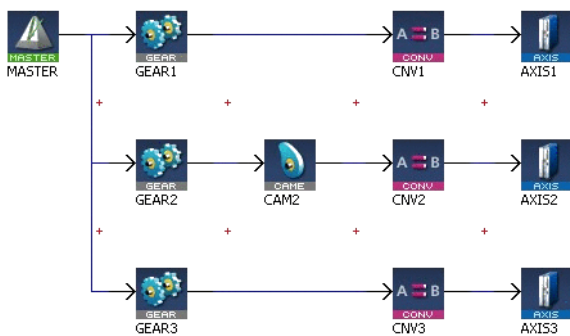 MASTER
MASTER
GEAR
GEAR1
A B
CONV
CNV1
AXIS
AXIS1
GEAR
GEAR2
CAME
CAM2
A B
CONV
CNV2
AXIS
AXIS2
GEAR
GEAR3
A B
CONV
CNV3
AXIS
AXIS3